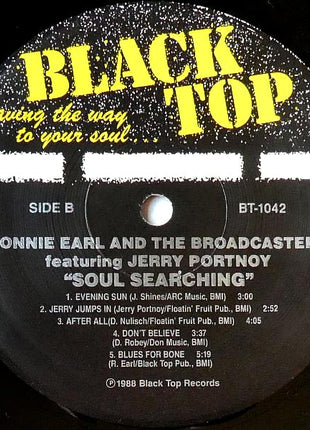 BLACK
TOP
aving the way
to your soul...
SIDE B
BT-1042
ONNIE EARL AND THE BROADCASTER
featuring JERRY PORTNOY
"SOUL SEARCHING"
1. EVENING SUN (J. Shines/ARC Music, BMI) 3:00
2. JERRY JUMPS IN (Jerry Portnoy/Floatin' Fruit Pub., BMI) 2:52
3. AFTER ALL(D. Nulisch/Floatin' Fruit Pub., BMI) 4:05
4. DON'T BELIEVE 3:37
(D. Robey/Don Music, BMI)
5. BLUES FOR BONE 5:19
(R. Earl/Black Top Pub., BMI)
℗1988 Black Top Records